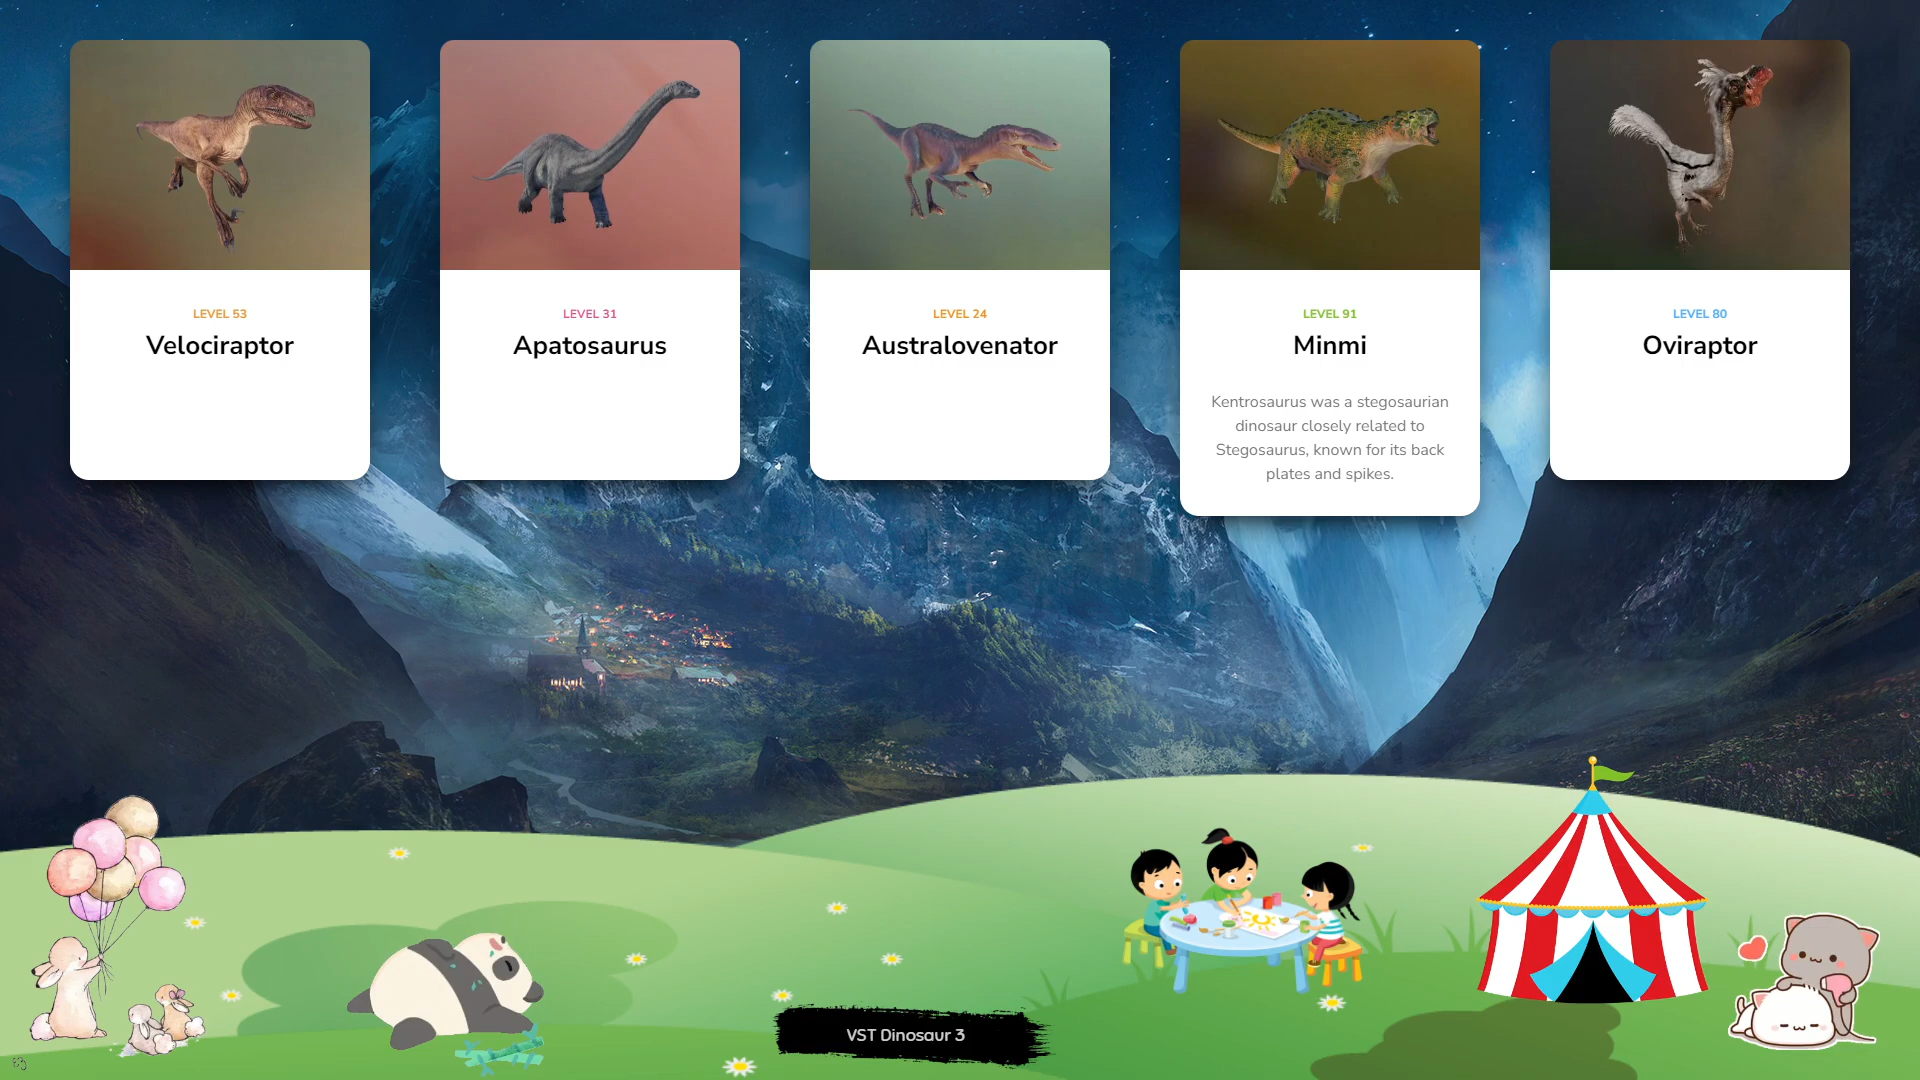 LEVEL 53
Velociraptor
LEVEL 31
Apatosaurus
LEVEL 24
Australovenator
LEVEL 91
Minmi
Kentrosaurus was a stegosaurian
dinosaur closely related to
Stegosaurus, known for its back
plates and spikes.
LEVEL 80
Oviraptor
VST Dinosaur 3